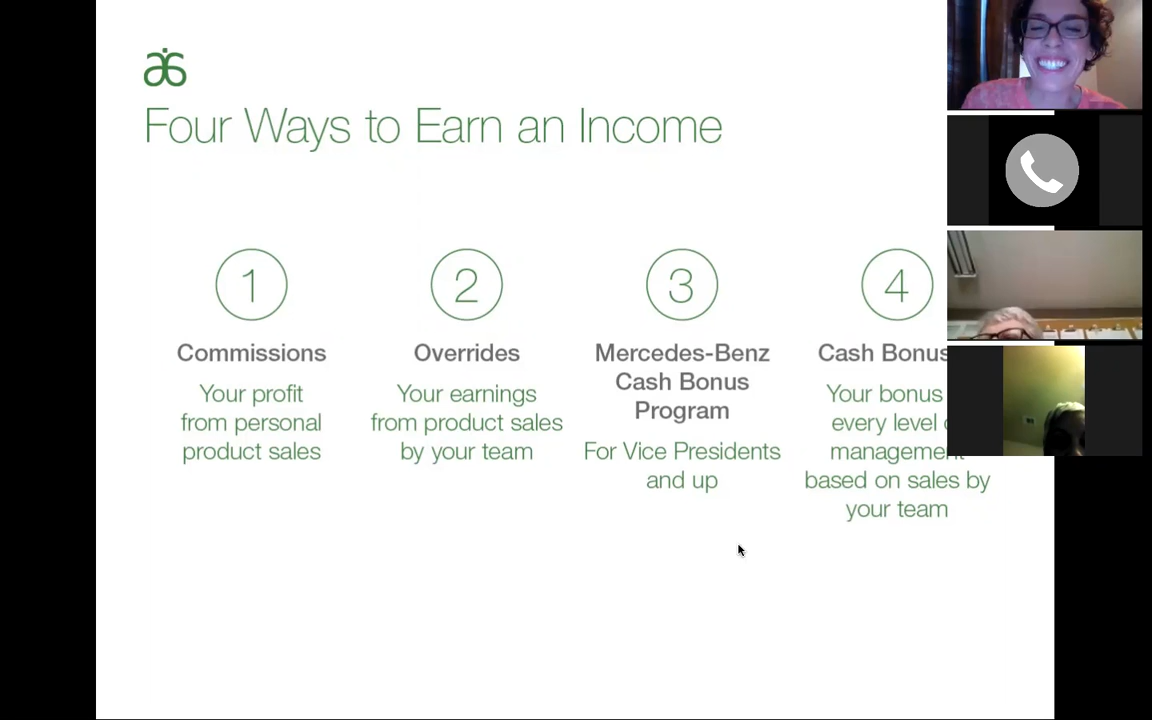 Four Ways to Earn an Income
1
Commissions
Your profit
from personal
product sales
2
Overrides
Your earnings
from product sales
by your team
3
Mercedes-Benz
Cash Bonus
Program
For Vice Presidents
and up
4
Cash
Your bonus
every level
management
based on sales by
your team